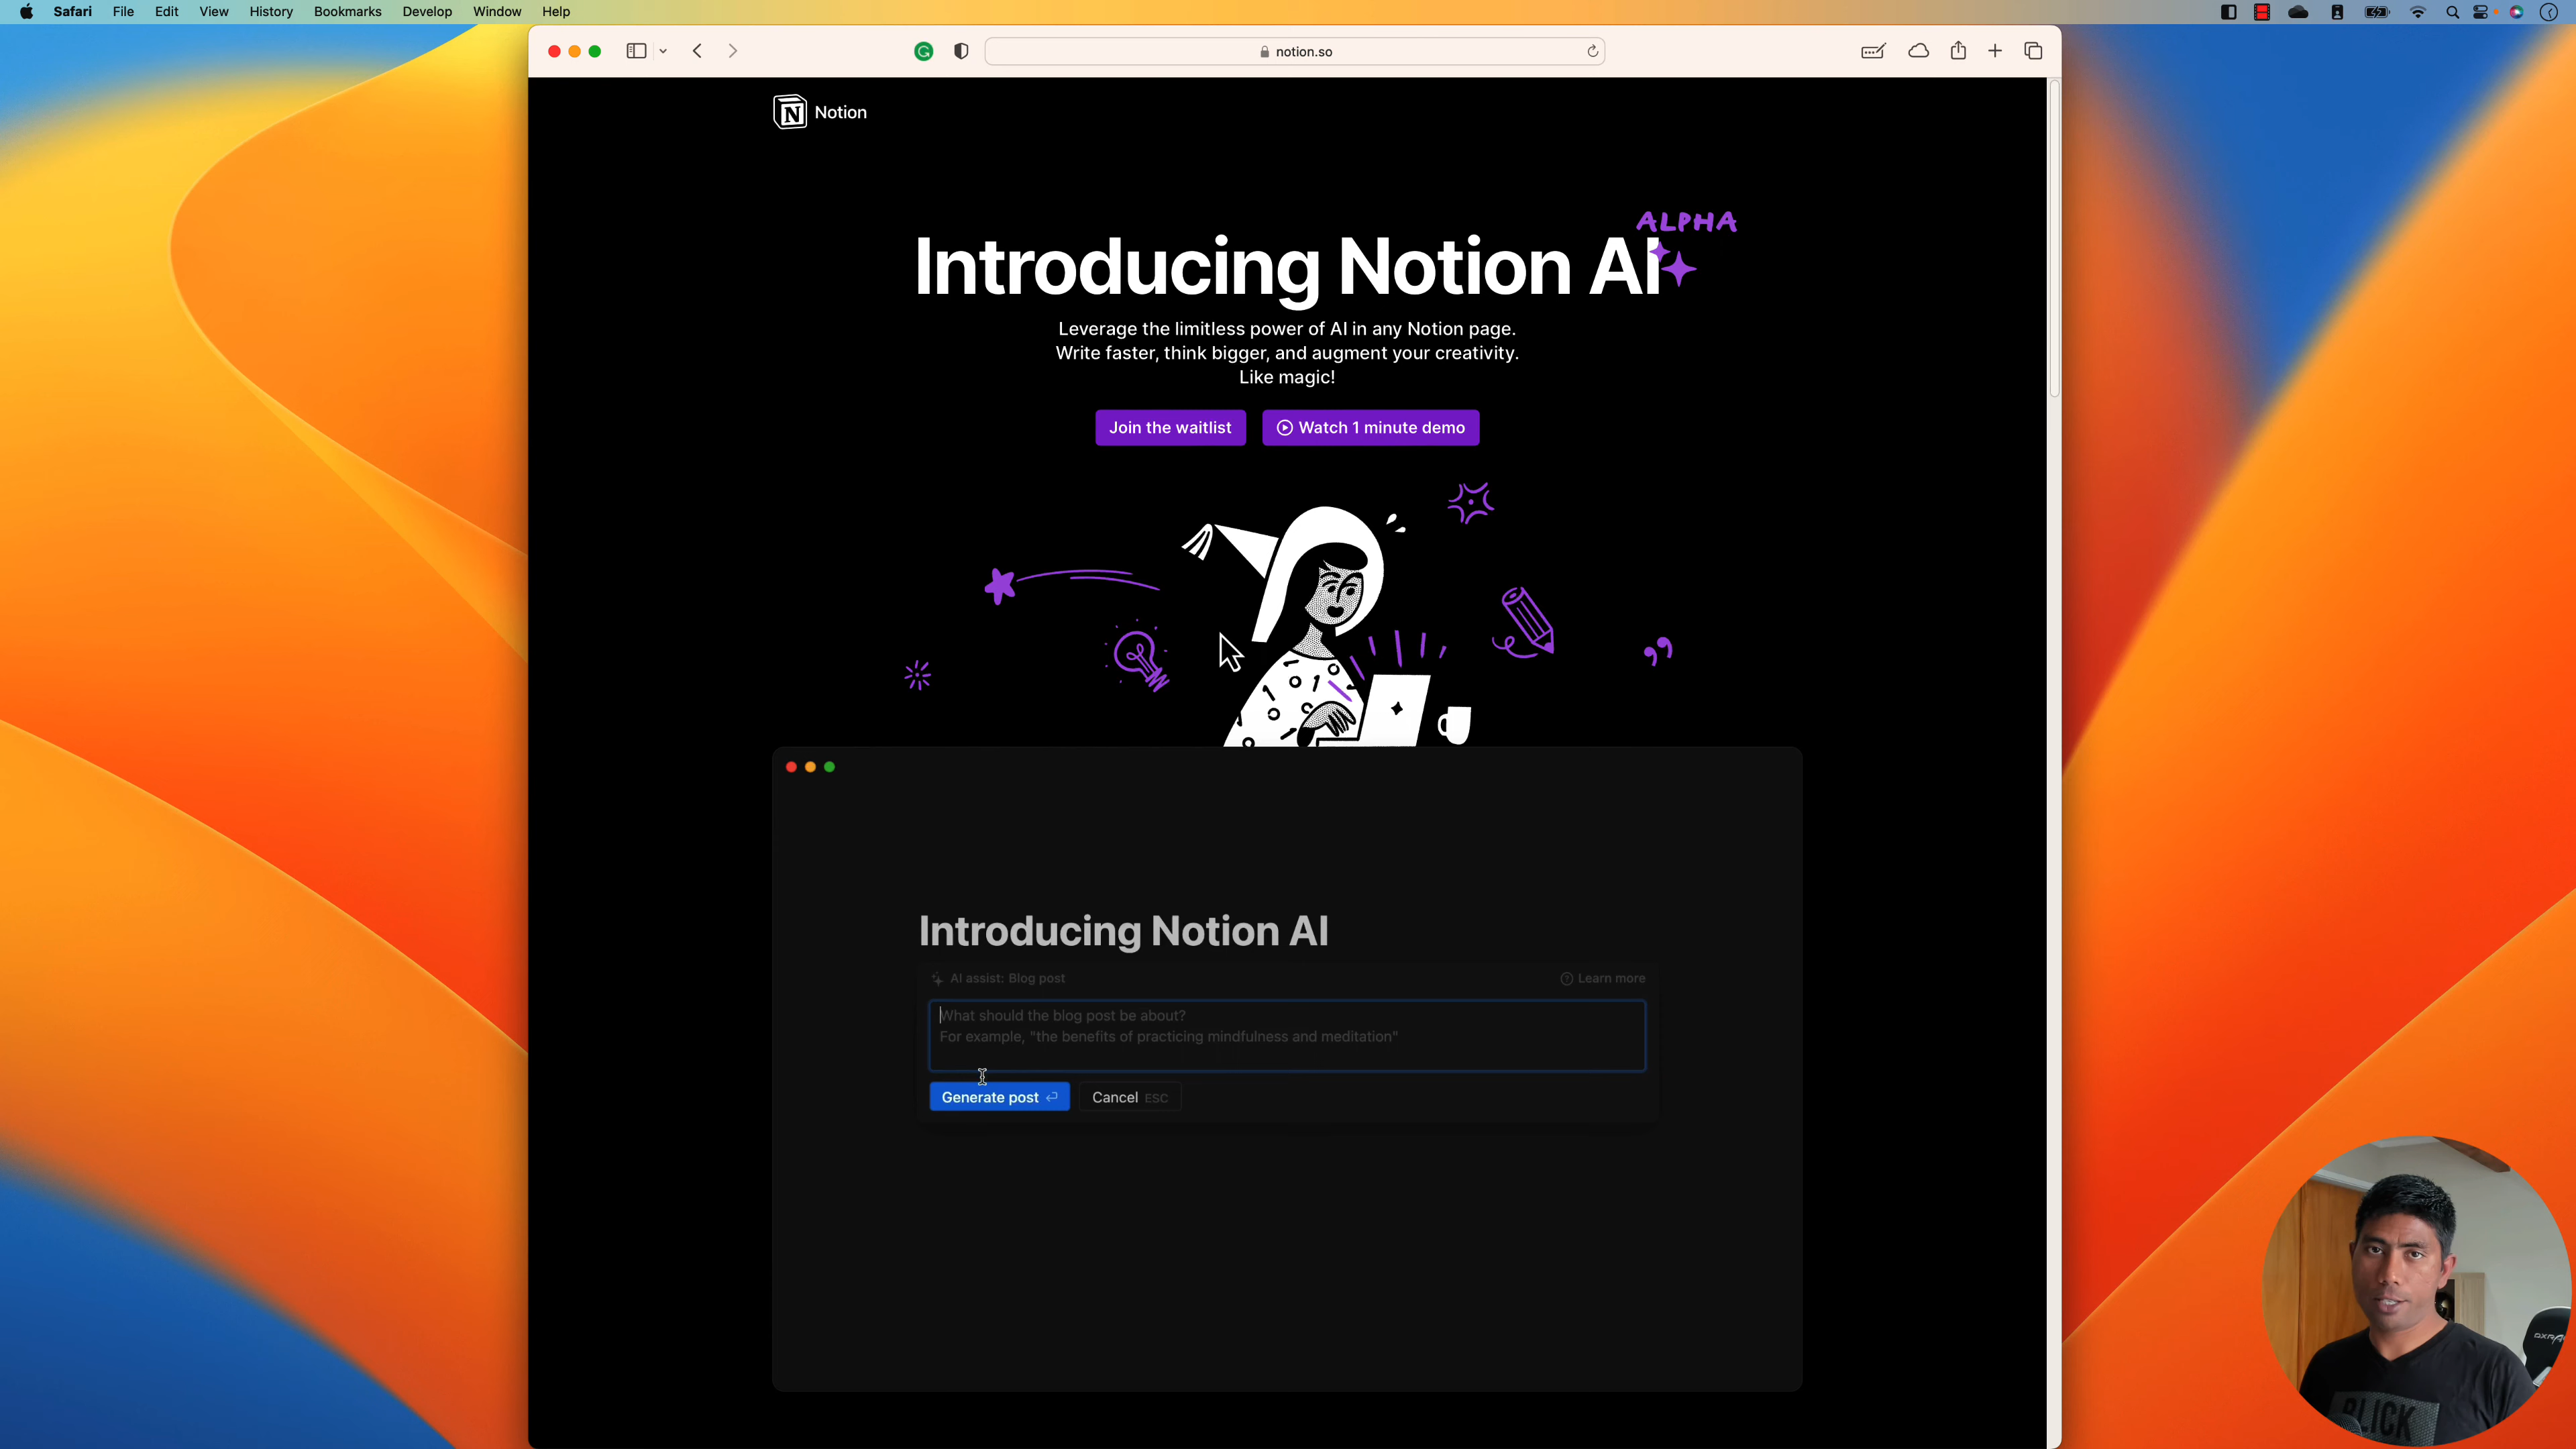 Safari File Edit View History Bookmarks Develop Window Help
notion.so
Notion
ALPHA
Introducing Notion AI
Leverage the limitless power of AI in any Notion page.
Write faster, think bigger, and augment your creativity.
Like magic!
Join the waitlist
Watch 1 minute demo
Introducing Notion AI
AI assist: Blog post
Learn more
What should the blog post be about?
For example, "the benefits of practicing mindfulness and meditation"
Generate post
Cancel ESC